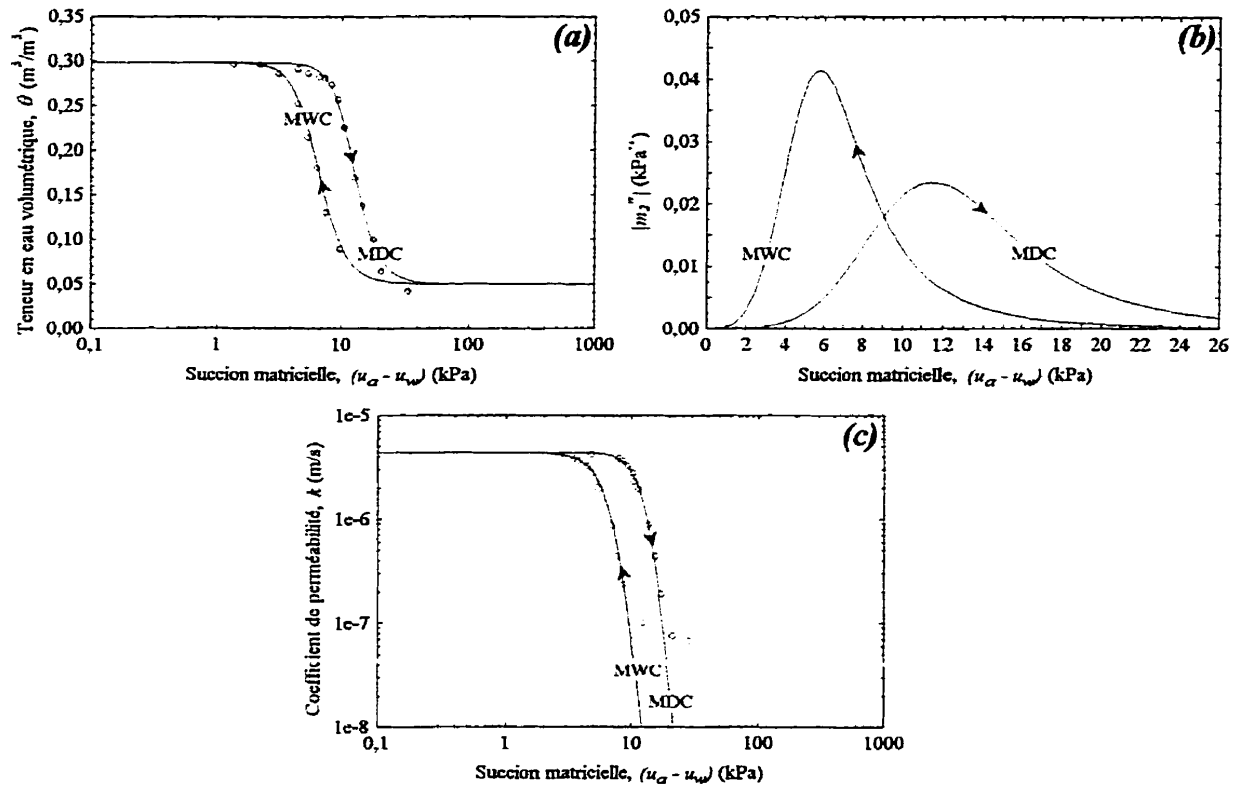 (a)
0,35
0,30
0,25
0,20
0,15
0,10
0,05
0,00
Teneur en eau volumétrique, θ (m³/m³)
MWC
MDC
0,1 1 10 100 1000
Succion matricielle, (u_a - u_w) (kPa)
(b)
0,05
0,04
0,03
0,02
0,01
0,00
|m₂ʷ| (kPa⁻¹)
MWC
MDC
0 2 4 6 8 10 12 14 16 18 20 22 24 26
Succion matricielle, (u_a - u_w) (kPa)
(c)
1e-5
1e-6
1e-7
1e-8
Coefficient de perméabilité, k (m/s)
MWC
MDC
0,1 1 10 100 1000
Succion matricielle, (u_a - u_w) (kPa)